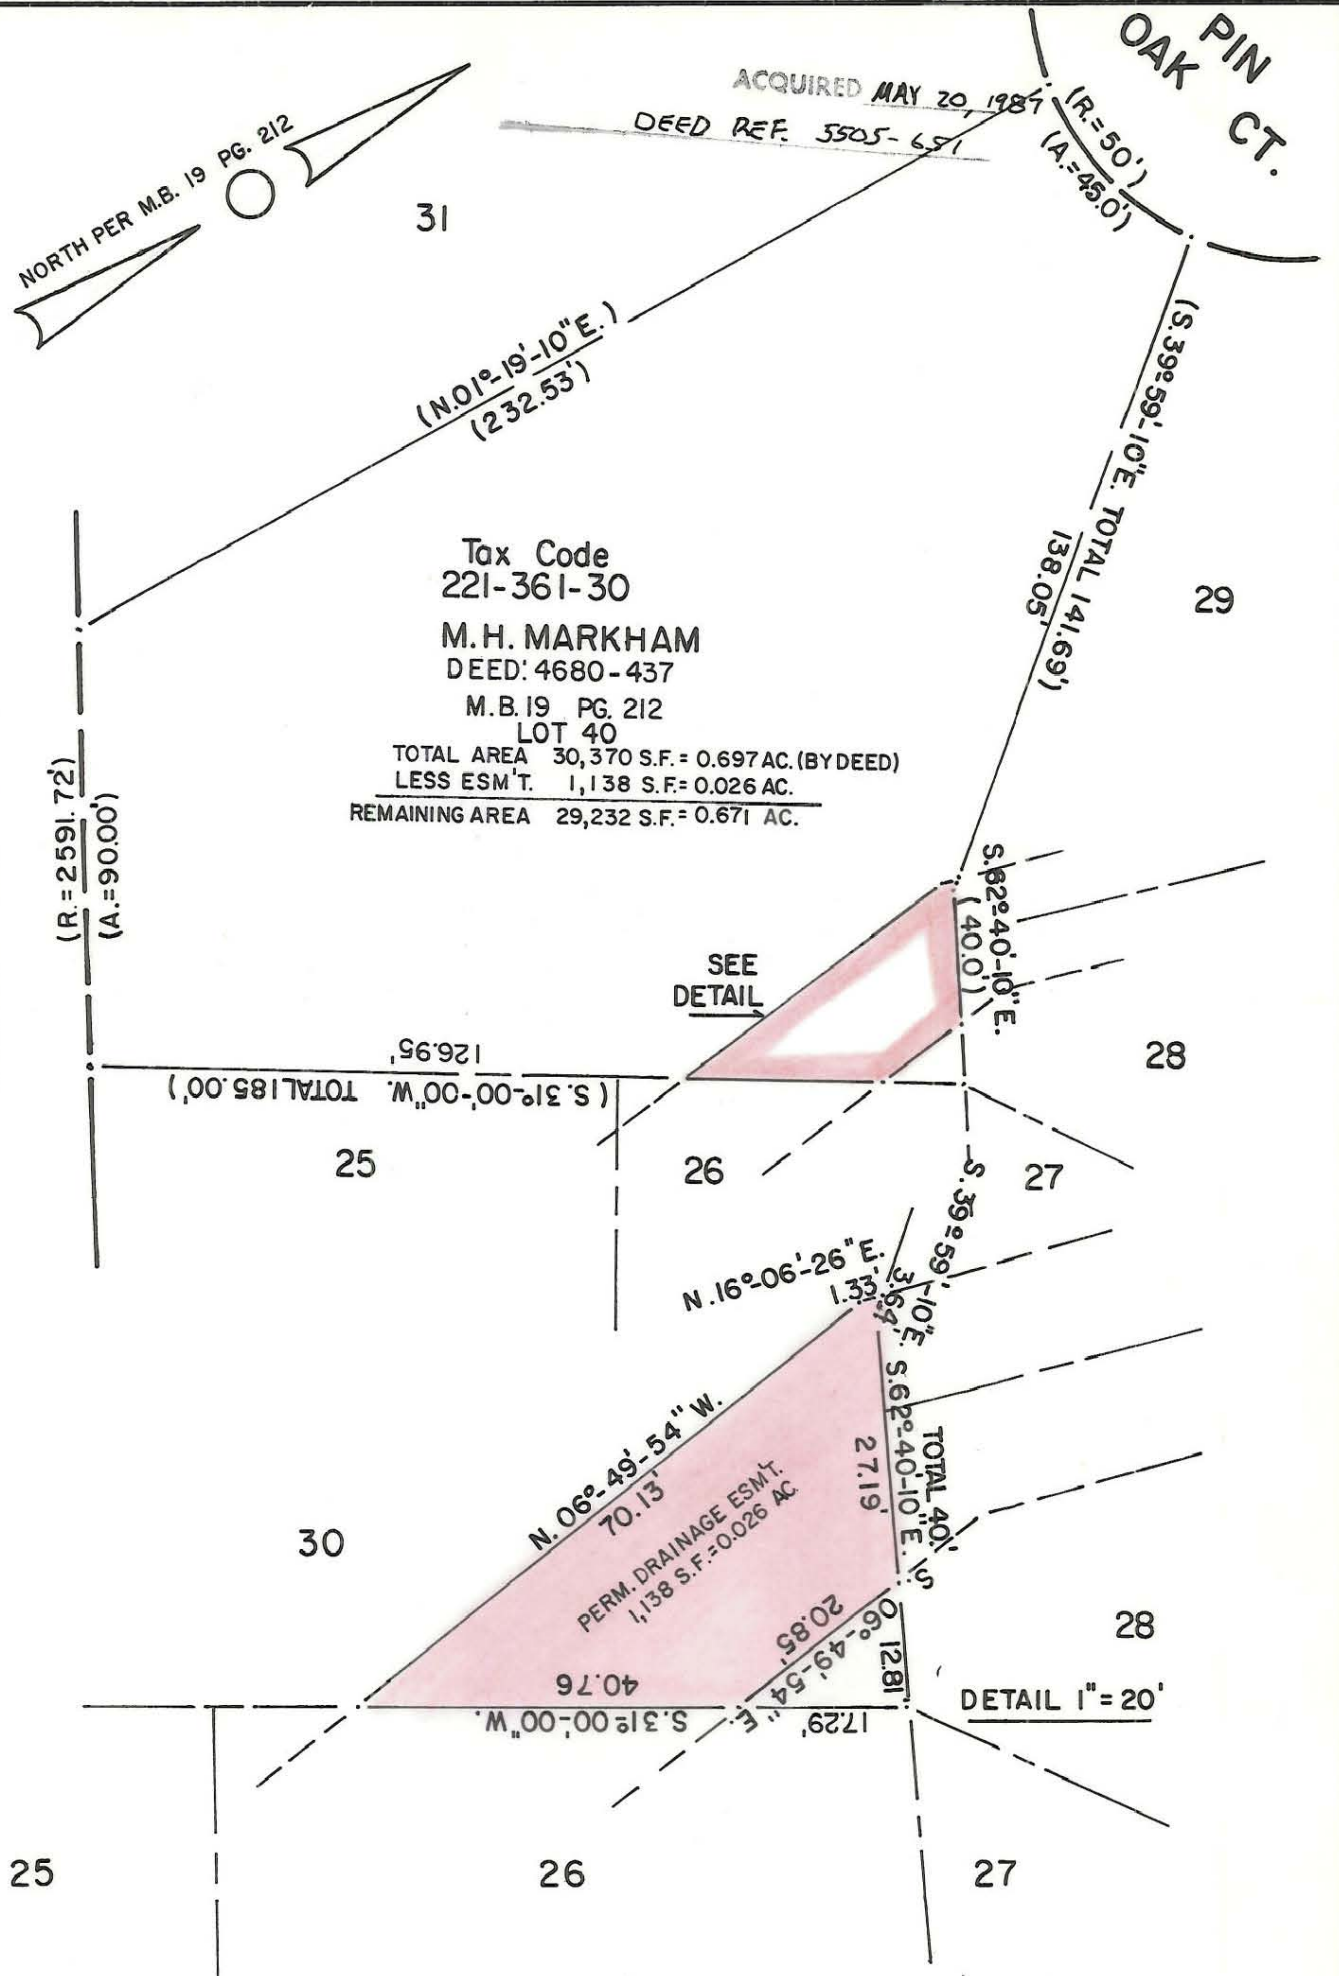 PIN
OAK CT.
ACQUIRED MAY 20, 1987
DEED REF. 5505-651
(R.=50')
(A.=45.0')
NORTH PER M.B. 19 PG. 212
31
(N.01°-19'-10"E.)
(232.53')
(S.39°-59'-10"E. TOTAL 141.69')
138.05'
29
Tax Code
221-361-30
M.H. MARKHAM
DEED: 4680-437
M.B. 19 PG. 212
LOT 40
TOTAL AREA 30,370 S.F. = 0.697 AC. (BY DEED)
LESS ESM'T. 1,138 S.F. = 0.026 AC.
REMAINING AREA 29,232 S.F. = 0.671 AC.
(R.=2591.72')
(A.=90.00')
S.62°-40'-10"E.
(40.0')
SEE
DETAIL
28
126.95'
(S.31°-00'-00"W. TOTAL 185.00')
25
26
27
S.39°-59'-10"E.
3.64'
N.16°-06'-26"E.
1.33'
N.06°-49'-54"W.
70.13'
S.62°-40'-10"E.
TOTAL 40.'
27.19'
PERM. DRAINAGE ESM'T.
1,138 S.F.=0.026 AC.
30
S.06°-49'-54"E.
20.85'
12.81
28
40.76
S.31°-00'-00"W.
17.29'
DETAIL 1"=20'
25
26
27